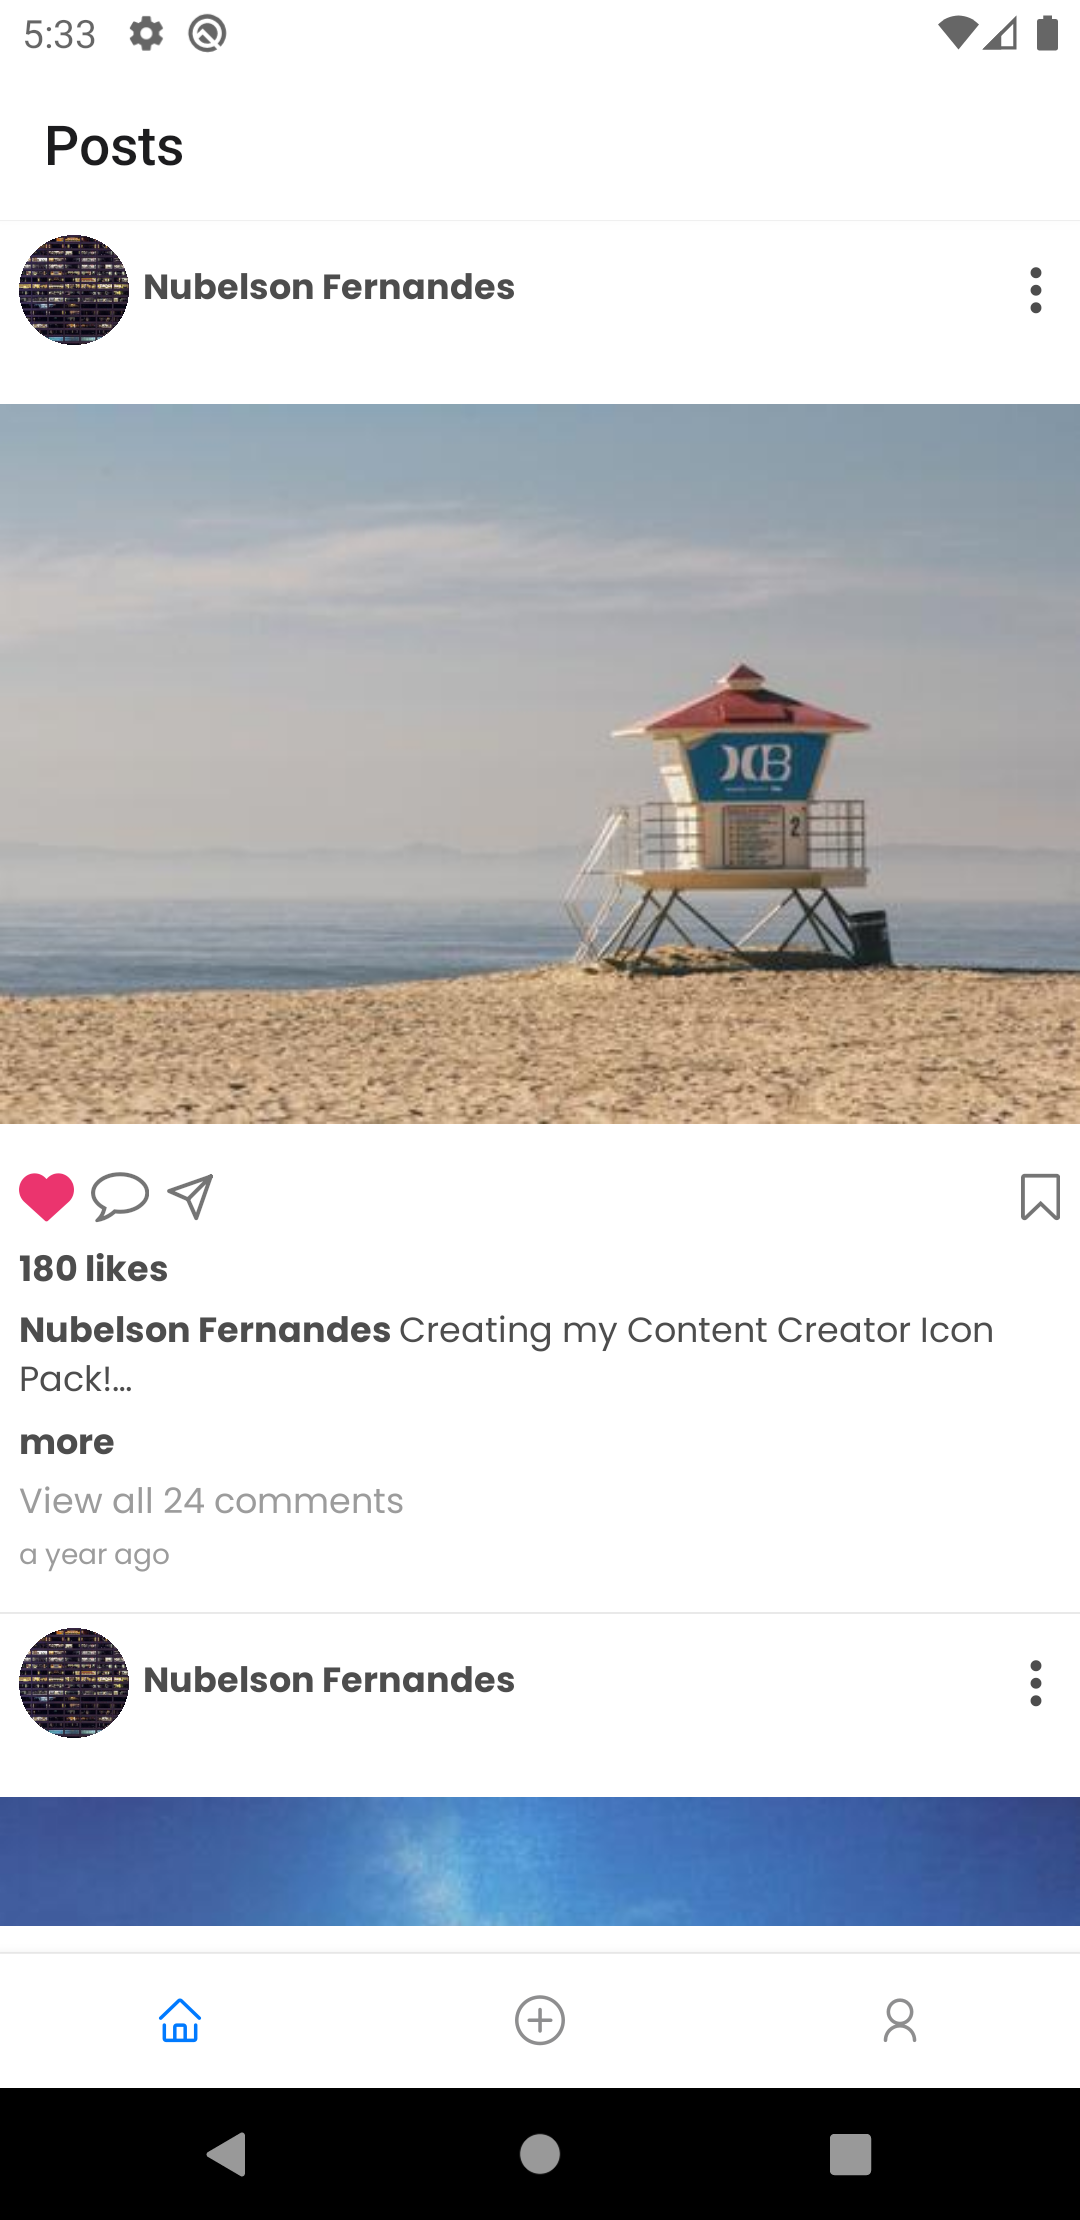 5:33
Posts
Nubelson Fernandes
2
180 likes
Nubelson Fernandes Creating my Content Creator Icon
Pack!...
more
View all 24 comments
a year ago
Nubelson Fernandes